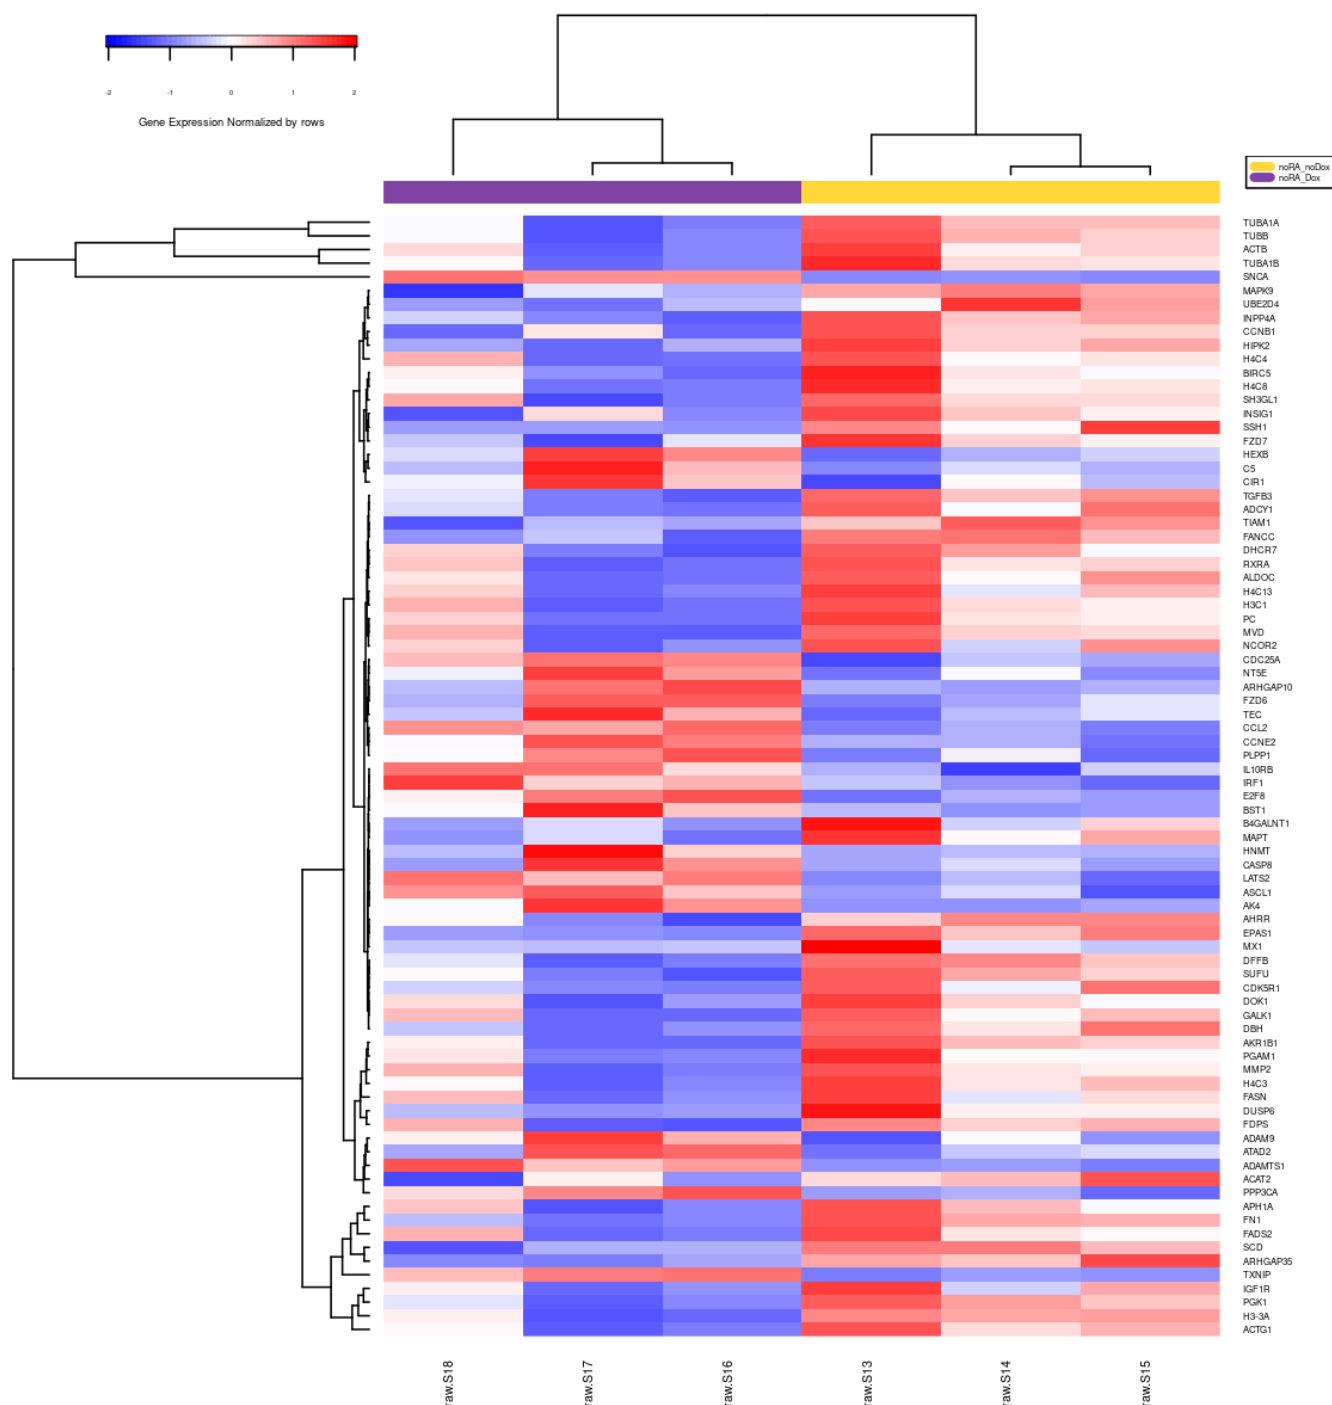 -2 -1 0 1 2
Gene Expression Normalized by rows
noRA_noDox
noRA_Dox
TUBA1A
TUBB
ACTB
TUBA1B
SNCA
MAPK9
UBE2D4
INPP4A
CCNB1
HIPK2
H4C4
BIRC5
H4C8
SH3GL1
INSIG1
SSH1
FZD7
HEXB
C5
CIR1
TGFB3
ADCY1
TIAM1
FANCC
DHCR7
RXRA
ALDOC
H4C13
H3C1
PC
MVD
NCOR2
CDC25A
NT5E
ARHGAP10
FZD6
TEC
CCL2
CCNE2
PLPP1
IL10RB
IRF1
E2F8
BST1
B4GALNT1
MAPT
HNMT
CASP8
LATS2
ASCL1
AK4
AHRR
EPAS1
MX1
DFFB
SUFU
CDK5R1
DOK1
GALK1
DBH
AKR1B1
PGAM1
MMP2
H4C3
FASN
DUSP6
FDPS
ADAM9
ATAD2
ADAMTS1
ACAT2
PPP3CA
APH1A
FN1
FADS2
SCD
ARHGAP35
TXNIP
IGF1R
PGK1
H3-3A
ACTG1
raw.S18
raw.S17
raw.S16
raw.S13
raw.S14
raw.S15